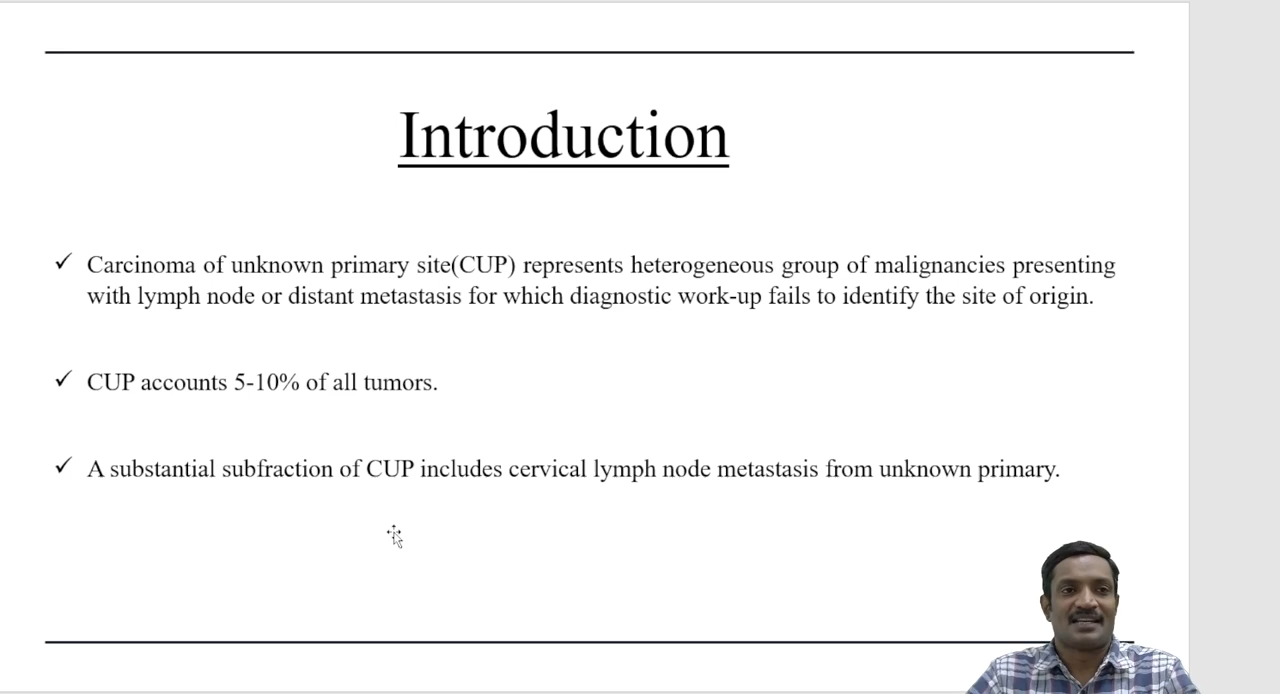 Introduction
✓ Carcinoma of unknown primary site(CUP) represents heterogeneous group of malignancies presenting
with lymph node or distant metastasis for which diagnostic work-up fails to identify the site of origin.
✓ CUP accounts 5-10% of all tumors.
✓ A substantial subfraction of CUP includes cervical lymph node metastasis from unknown primary.